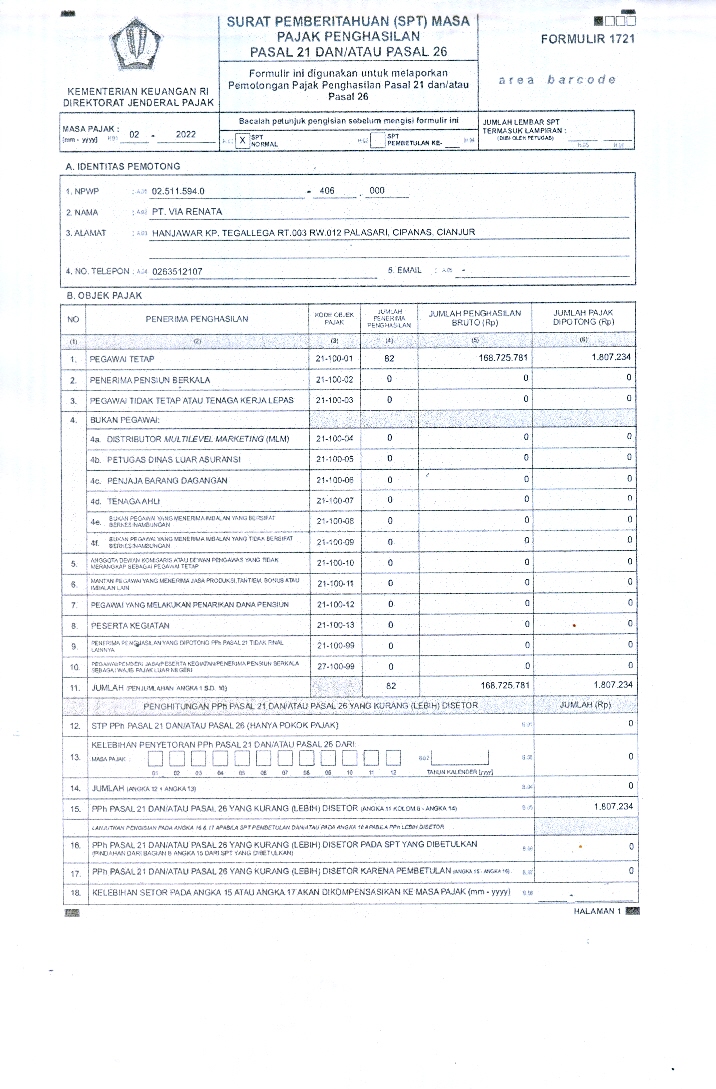 SURAT PEMBERITAHUAN (SPT) MASA
PAJAK PENGHASILAN
PASAL 21 DAN/ATAU PASAL 26
Formulir ini digunakan untuk melaporkan
Pemotongan Pajak Penghasilan Pasal 21 dan/atau
Pasal 26
FORMULIR 1721
area barcode
KEMENTERIAN KEUANGAN RI
DIREKTORAT JENDERAL PAJAK
MASA PAJAK :
[mm - yyyy] H.01 02 - 2022
Bacalah petunjuk pengisian sebelum mengisi formulir ini
H.02 X SPT NORMAL H.03 SPT PEMBETULAN KE- H.04
JUMLAH LEMBAR SPT
TERMASUK LAMPIRAN :
(DIISI OLEH PETUGAS) H.05
A. IDENTITAS PEMOTONG
1. NPWP : A.01 02.511.594.0 - 406 . 000
2. NAMA : A.02 PT. VIA RENATA
3. ALAMAT : A.03 HANJAWAR KP. TEGALLEGA RT.003 RW.012 PALASARI, CIPANAS, CIANJUR
4. NO. TELEPON : A.04 0263512107 5. EMAIL : A.05 -
B. OBJEK PAJAK
NO PENERIMA PENGHASILAN KODE OBJEK PAJAK JUMLAH PENERIMA PENGHASILAN JUMLAH PENGHASILAN BRUTO (Rp) JUMLAH PAJAK DIPOTONG (Rp)
(1) (2) (3) (4) (5) (6)
1. PEGAWAI TETAP 21-100-01 82 168.725.781 1.807.234
2. PENERIMA PENSIUN BERKALA 21-100-02 0 0 0
3. PEGAWAI TIDAK TETAP ATAU TENAGA KERJA LEPAS 21-100-03 0 0 0
4. BUKAN PEGAWAI:
4a. DISTRIBUTOR MULTILEVEL MARKETING (MLM) 21-100-04 0 0 0
4b. PETUGAS DINAS LUAR ASURANSI 21-100-05 0 0 0
4c. PENJAJA BARANG DAGANGAN 21-100-06 0 0 0
4d. TENAGA AHLI 21-100-07 0 0 0
4e. BUKAN PEGAWAI YANG MENERIMA IMBALAN YANG BERSIFAT BERKESINAMBUNGAN 21-100-08 0 0 0
4f. BUKAN PEGAWAI YANG MENERIMA IMBALAN YANG TIDAK BERSIFAT BERKESINAMBUNGAN 21-100-09 0 0 0
5. ANGGOTA DEWAN KOMISARIS ATAU DEWAN PENGAWAS YANG TIDAK MERANGKAP SEBAGAI PEGAWAI TETAP 21-100-10 0 0 0
6. MANTAN PEGAWAI YANG MENERIMA JASA PRODUKSI, TANTIEM, BONUS ATAU IMBALAN LAIN 21-100-11 0 0 0
7. PEGAWAI YANG MELAKUKAN PENARIKAN DANA PENSIUN 21-100-12 0 0 0
8. PESERTA KEGIATAN 21-100-13 0 0 0
9. PENERIMA PENGHASILAN YANG DIPOTONG PPh PASAL 21 TIDAK FINAL LAINNYA 21-100-99 0 0 0
10. PEGAWAI/PEMBERI JASA/PESERTA KEGIATAN/PENERIMA PENSIUN BERKALA SEBAGAI WAJIB PAJAK LUAR NEGERI 27-100-99 0 0 0
11. JUMLAH (PENJUMLAHAN ANGKA 1 S.D. 10) 82 168.725.781 1.807.234
PENGHITUNGAN PPh PASAL 21 DAN/ATAU PASAL 26 YANG KURANG (LEBIH) DISETOR JUMLAH (Rp)
12. STP PPh PASAL 21 DAN/ATAU PASAL 26 (HANYA POKOK PAJAK) B.01 0
13. KELEBIHAN PENYETORAN PPh PASAL 21 DAN/ATAU PASAL 26 DARI:
MASA PAJAK : B.02 B.03 0
01 02 03 04 05 06 07 08 09 10 11 12 TAHUN KALENDER [yyyy]
14. JUMLAH (ANGKA 12 + ANGKA 13) B.04 0
15. PPh PASAL 21 DAN/ATAU PASAL 26 YANG KURANG (LEBIH) DISETOR (ANGKA 11 KOLOM 6 - ANGKA 14) B.05 1.807.234
LANJUTKAN PENGISIAN PADA ANGKA 16 & 17 APABILA SPT PEMBETULAN DAN/ATAU PADA ANGKA 18 APABILA PPh LEBIH DISETOR
16. PPh PASAL 21 DAN/ATAU PASAL 26 YANG KURANG (LEBIH) DISETOR PADA SPT YANG DIBETULKAN B.06 0
(PINDAHAN DARI BAGIAN B ANGKA 15 DARI SPT YANG DIBETULKAN)
17. PPh PASAL 21 DAN/ATAU PASAL 26 YANG KURANG (LEBIH) DISETOR KARENA PEMBETULAN (ANGKA 15 - ANGKA 16) B.07 0
18. KELEBIHAN SETOR PADA ANGKA 15 ATAU ANGKA 17 AKAN DIKOMPENSASIKAN KE MASA PAJAK (mm - yyyy) B.08 -
HALAMAN 1